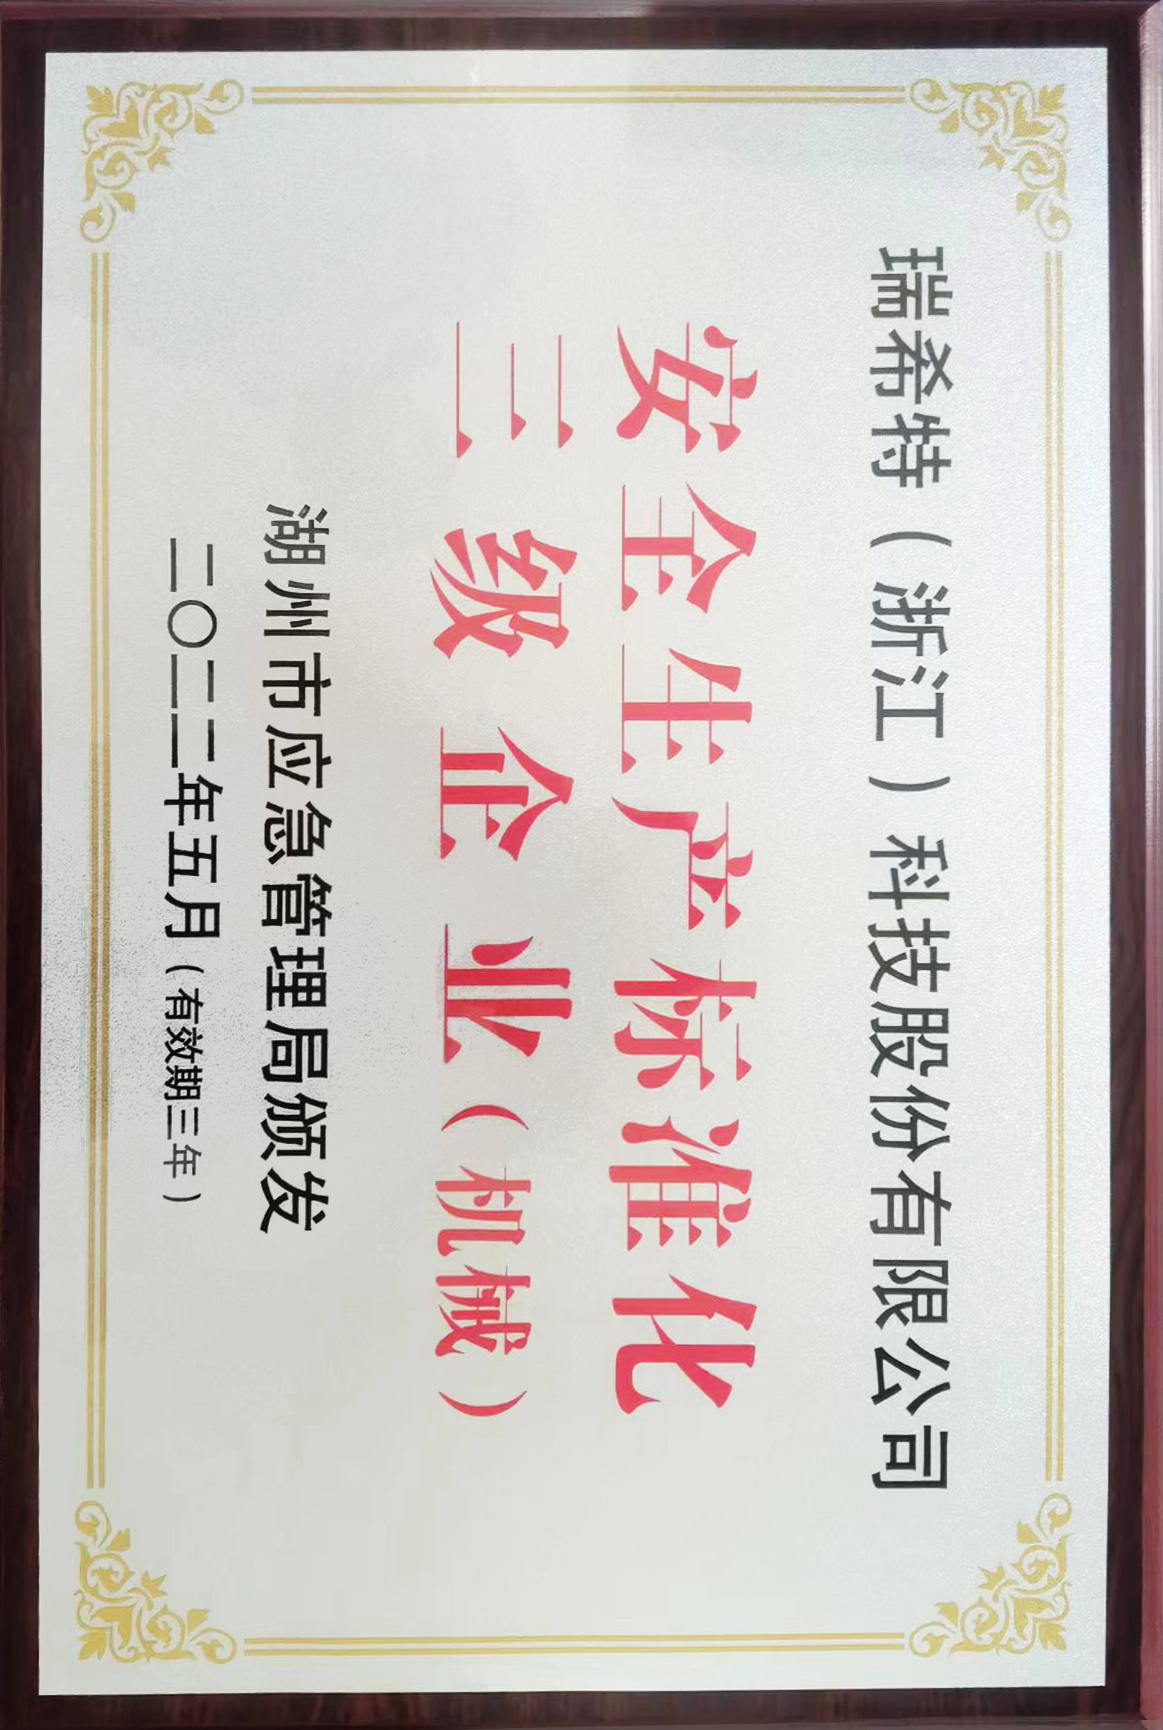 瑞希特（浙江）科技股份有限公司
安全生产标准化
三级企业（机械）
湖州市应急管理局颁发
二〇二二年五月（有效期三年）